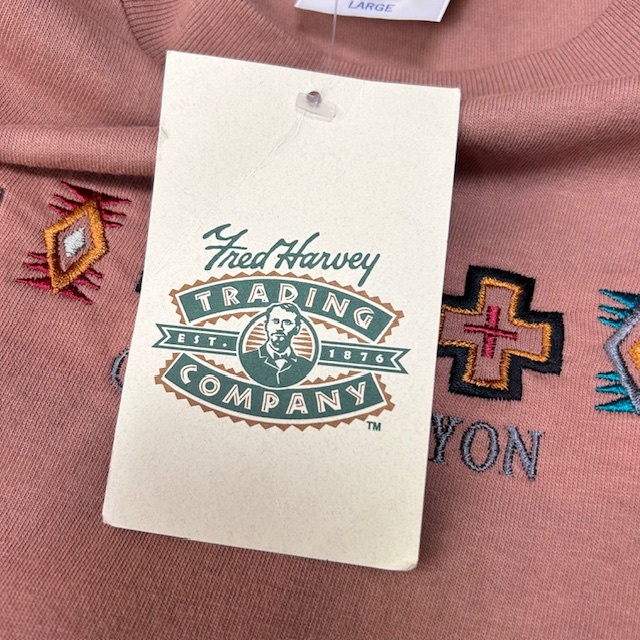 LARGE
Fred Harvey
TRADING
EST. 1876
COMPANY
TM
YON